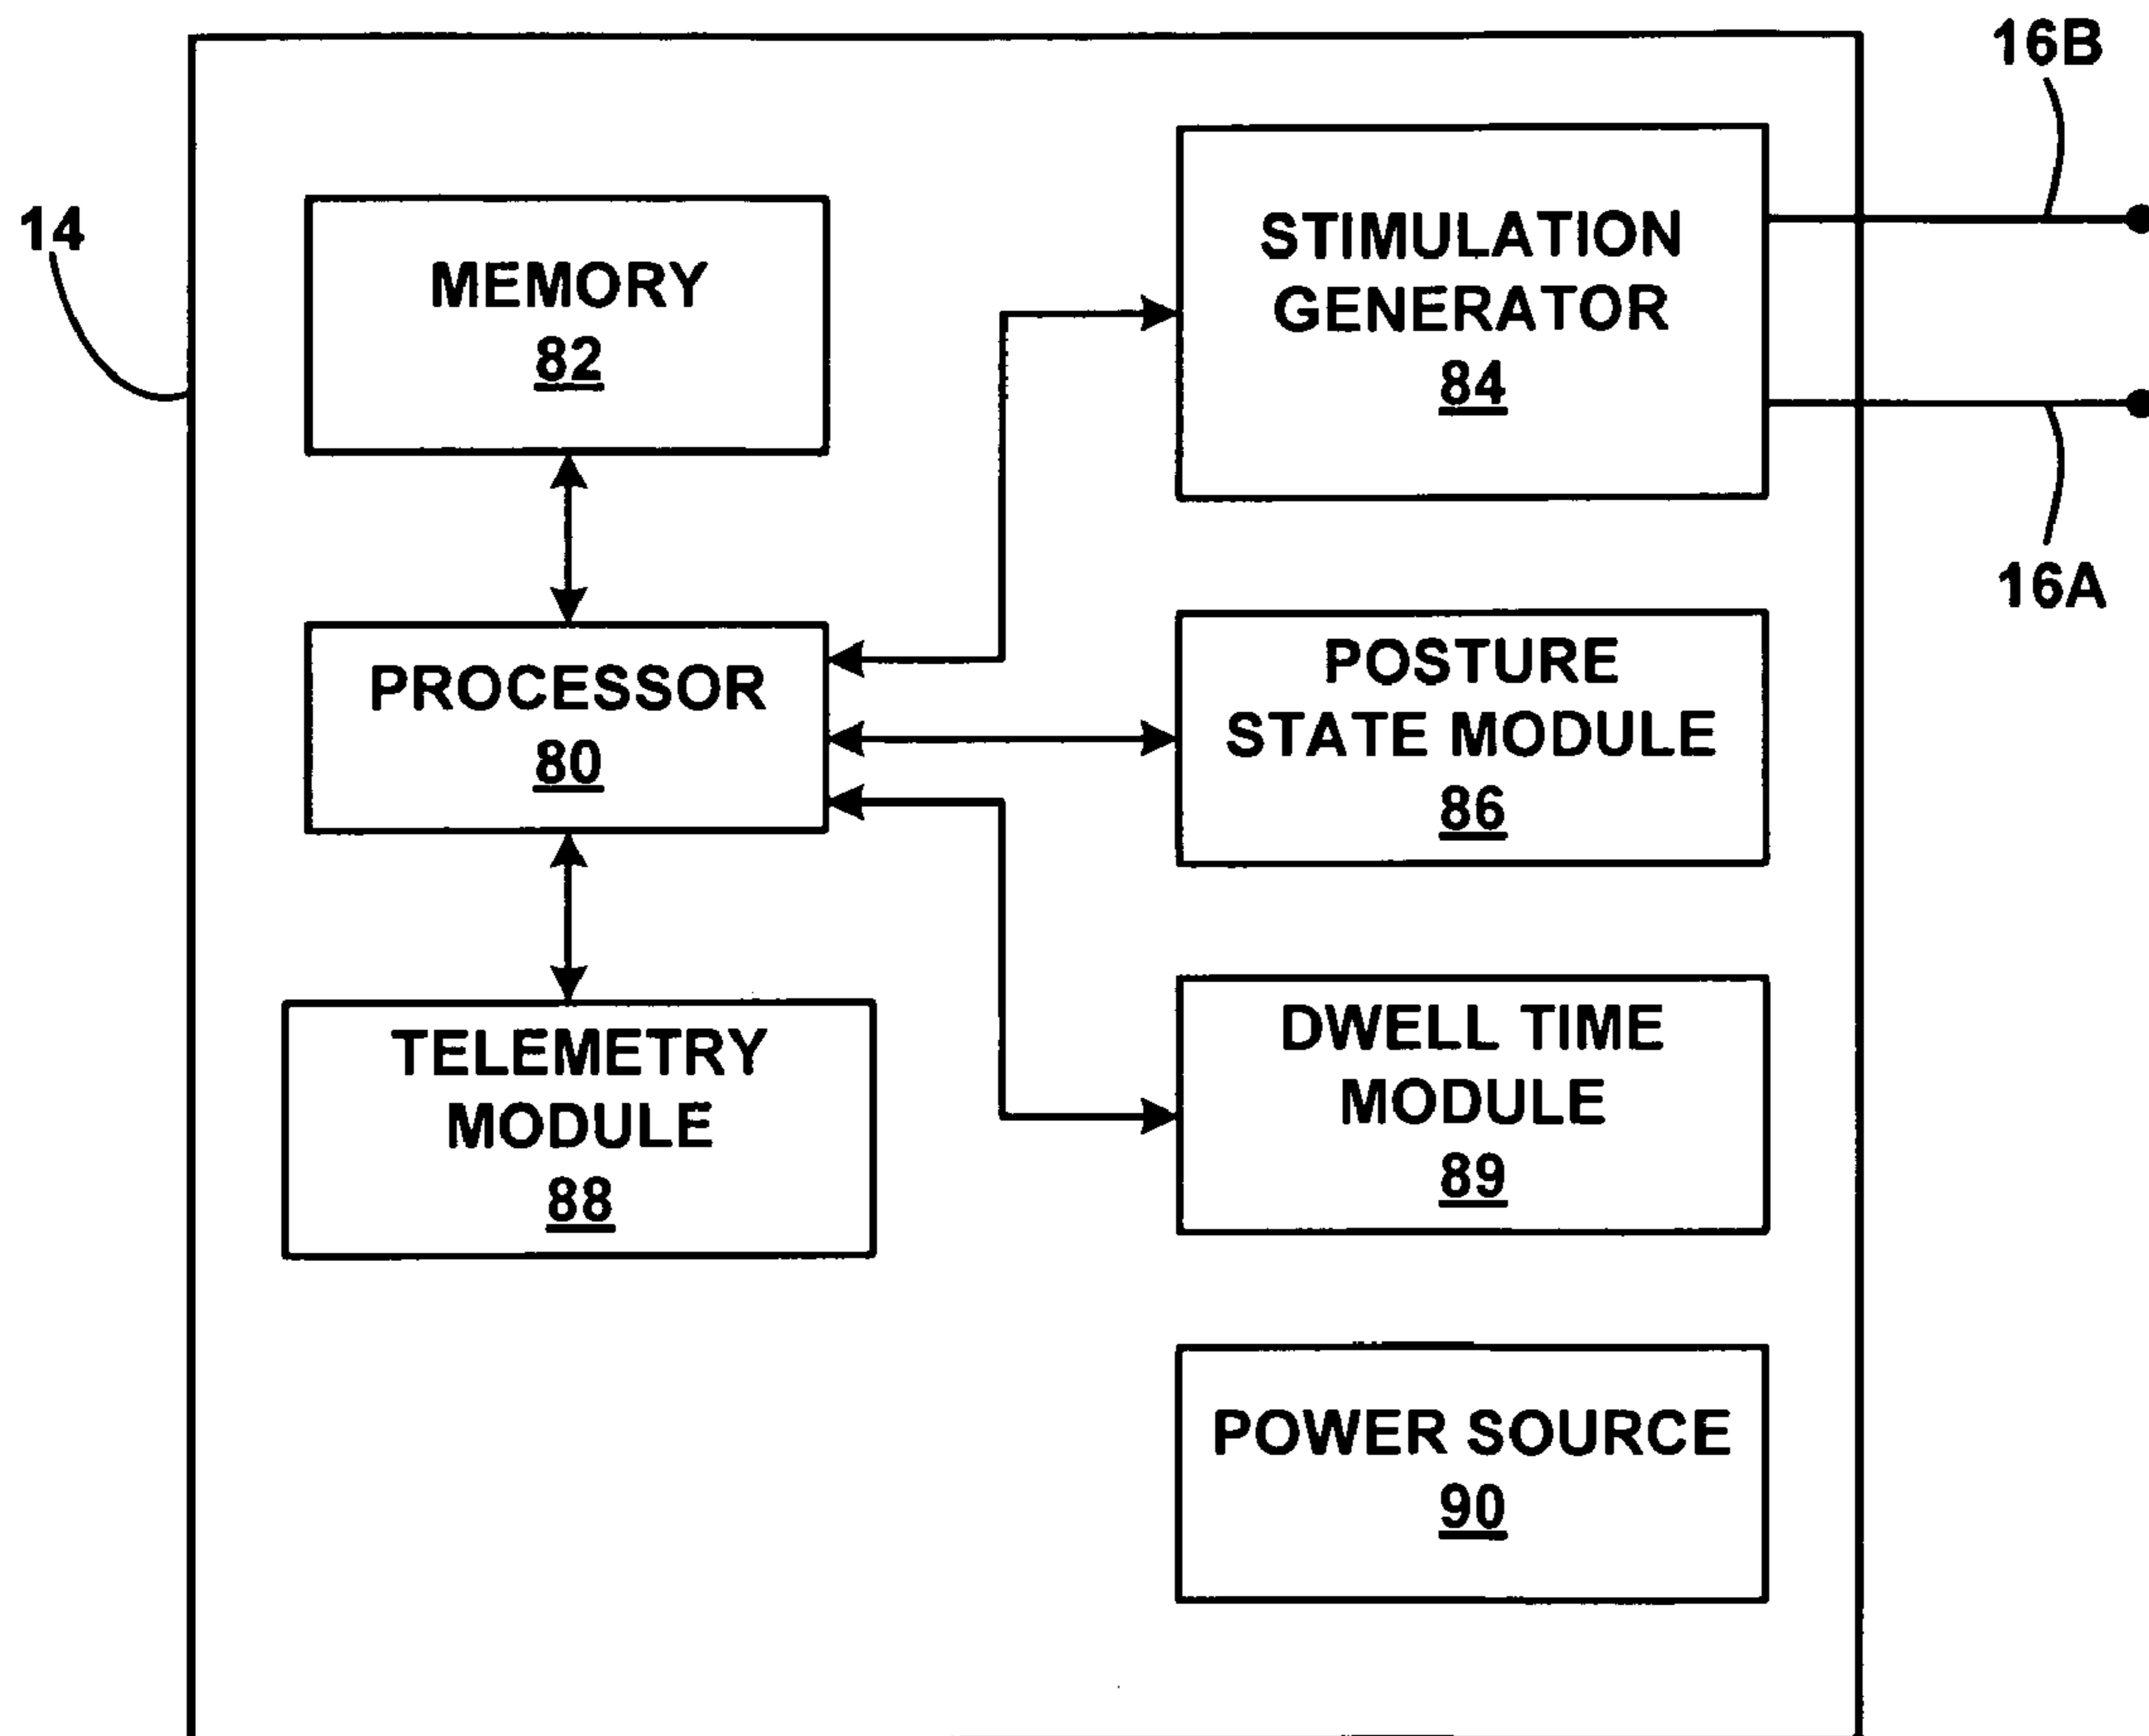 16B
14
MEMORY
82
STIMULATION
GENERATOR
84
16A
PROCESSOR
80
POSTURE
STATE MODULE
86
TELEMETRY
MODULE
88
DWELL TIME
MODULE
89
POWER SOURCE
90